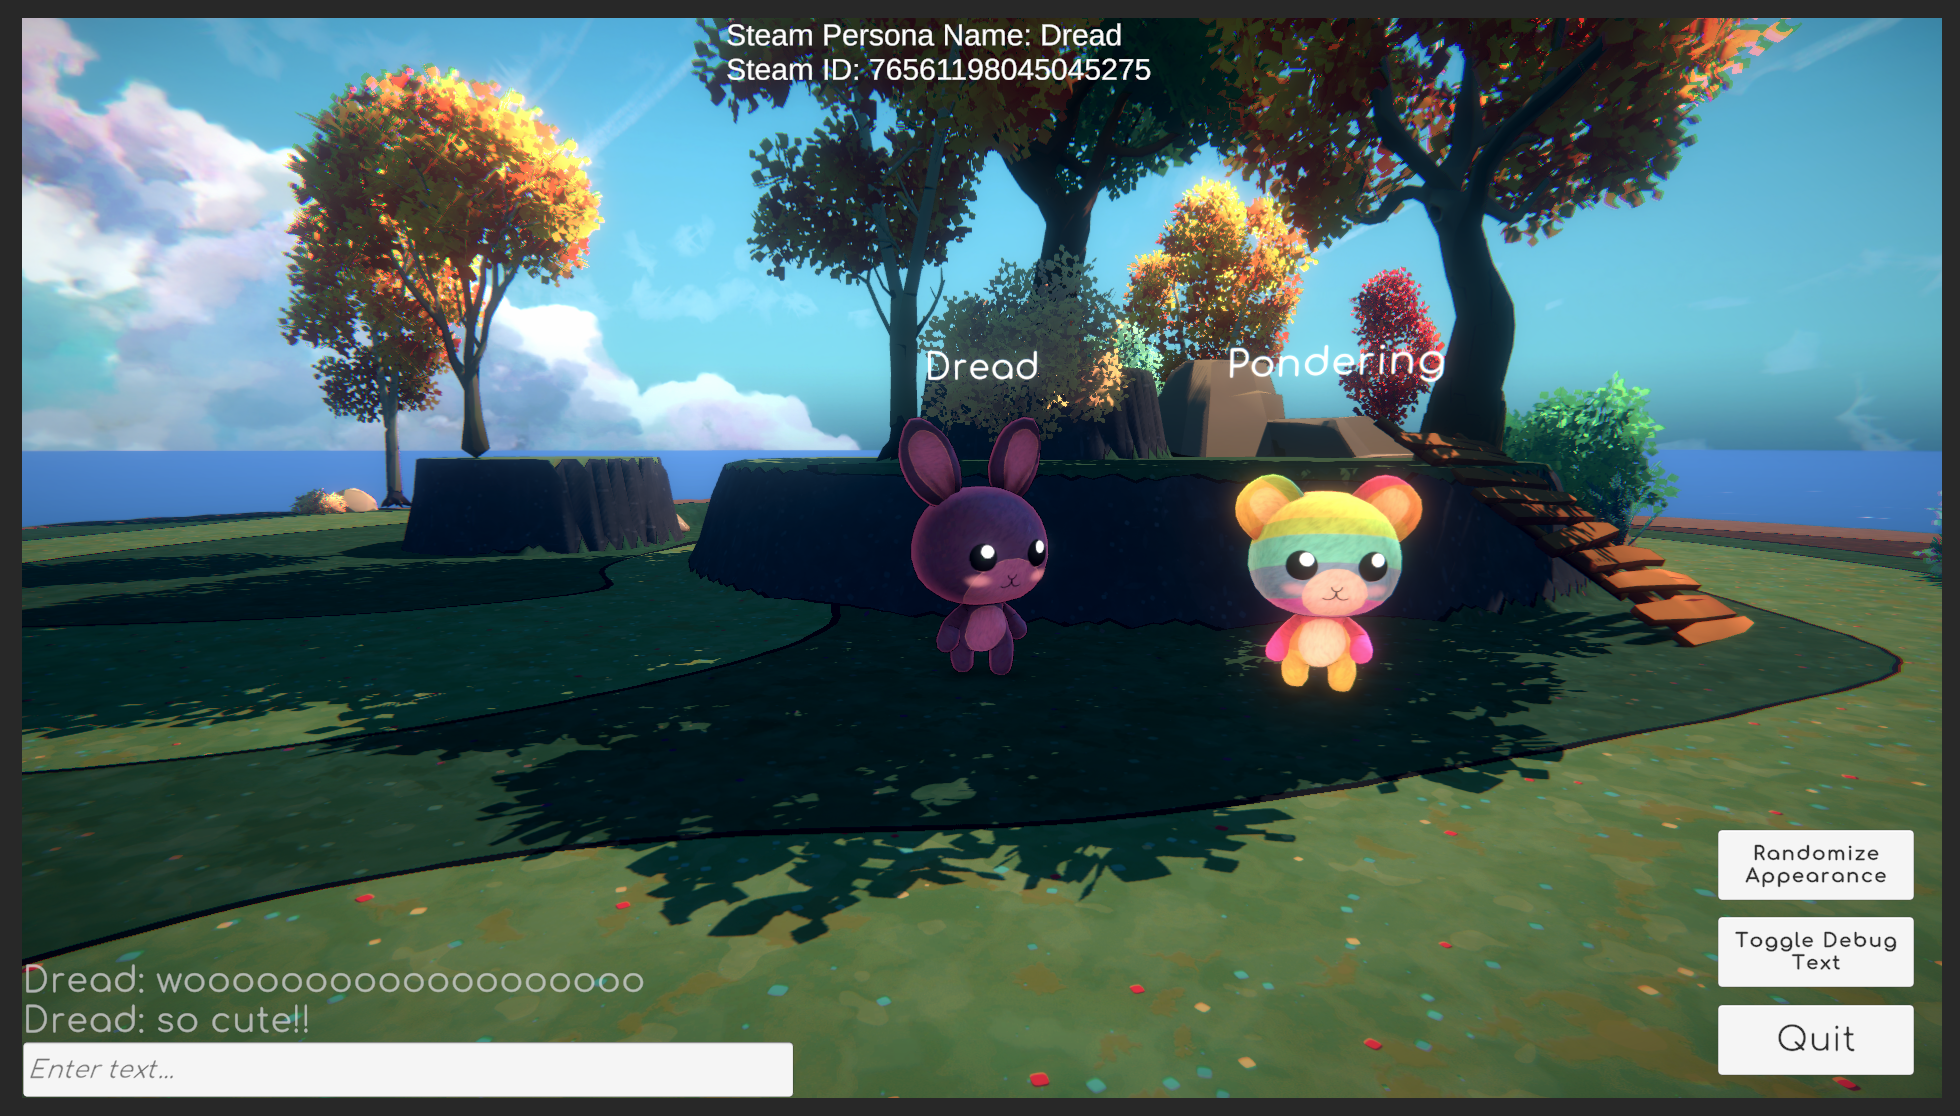 Steam Persona Name: Dread
Steam ID: 76561198045045275
Dread
Pondering
Randomize
Appearance
Toggle Debug
Text
Quit
Dread: woooooooooooooooooooo
Dread: so cute!!
Enter text...